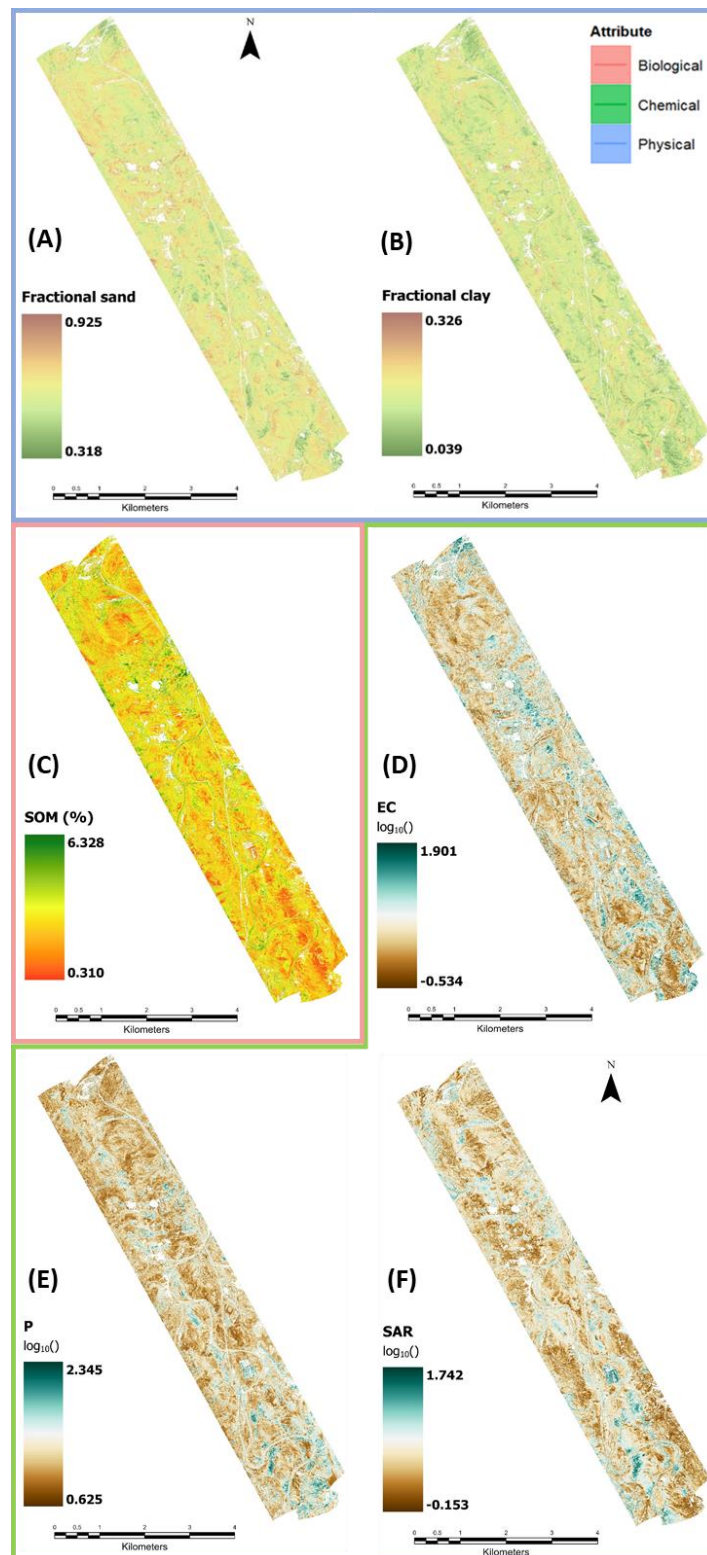 N
Attribute
Biological
Chemical
Physical
(A)
(B)
Fractional sand
0.925
0.318
Fractional clay
0.326
0.039
0 0.5 1 2 3 4
Kilometers
0 0.5 1 2 3 4
Kilometers
(C)
(D)
SOM (%)
6.328
0.310
EC
log₁₀()
1.901
-0.534
0 0.5 1 2 3 4
Kilometers
0 0.5 1 2 3 4
Kilometers
N
(E)
(F)
P
log₁₀()
2.345
0.625
SAR
log₁₀()
1.742
-0.153
0 0.5 1 2 3 4
Kilometers
0 0.5 1 2 3 4
Kilometers